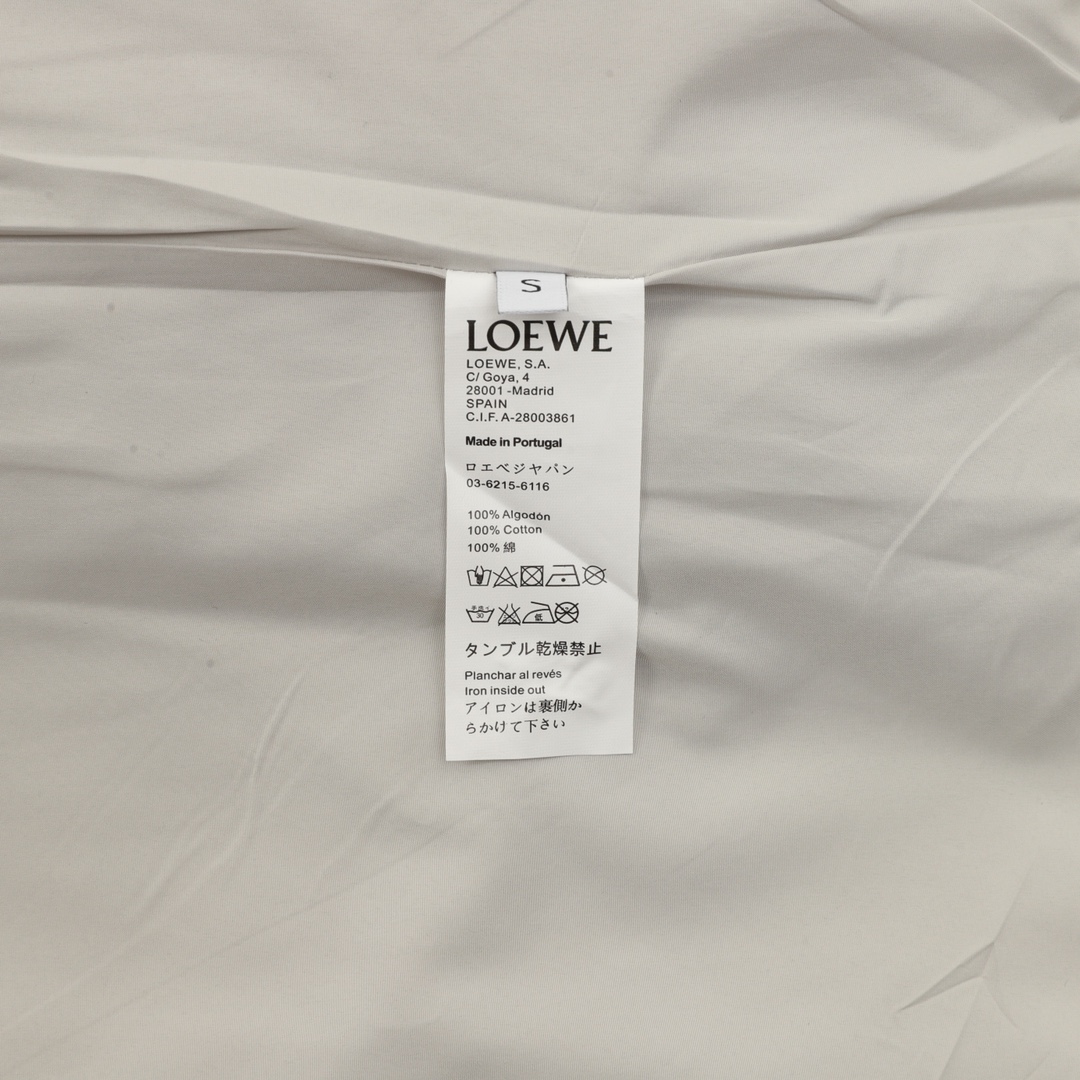 S
LOEWE
LOEWE, S.A.
C/ Goya, 4
28001 -Madrid
SPAIN
C.I.F. A-28003861
Made in Portugal
ロエベジャパン
03-6215-6116
100% Algodón
100% Cotton
100% 綿
30
低
タンブル乾燥禁止
Planchar al revés
Iron inside out
アイロンは裏側か
らかけて下さい